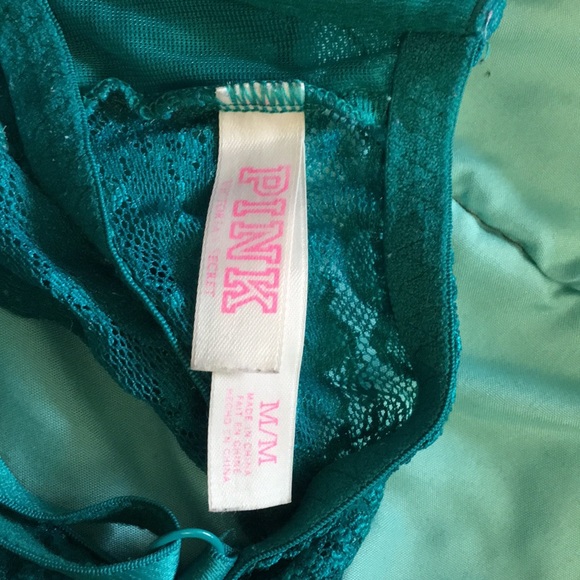 PINK
VICTORIA'S SECRET
M/M
MADE IN CHINA
FAIT EN CHINE
HECHO EN CHINA